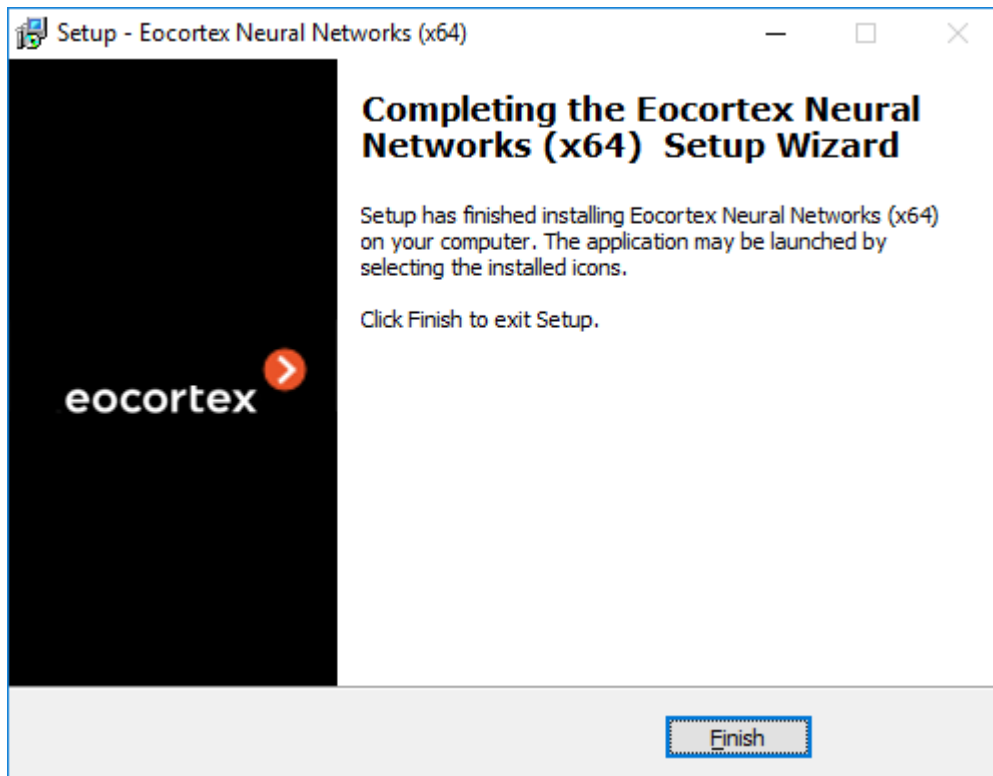 Setup - Eocortex Neural Networks (x64)
Completing the Eocortex Neural
Networks (x64)  Setup Wizard
Setup has finished installing Eocortex Neural Networks (x64)
on your computer. The application may be launched by
selecting the installed icons.
Click Finish to exit Setup.
eocortex
Finish